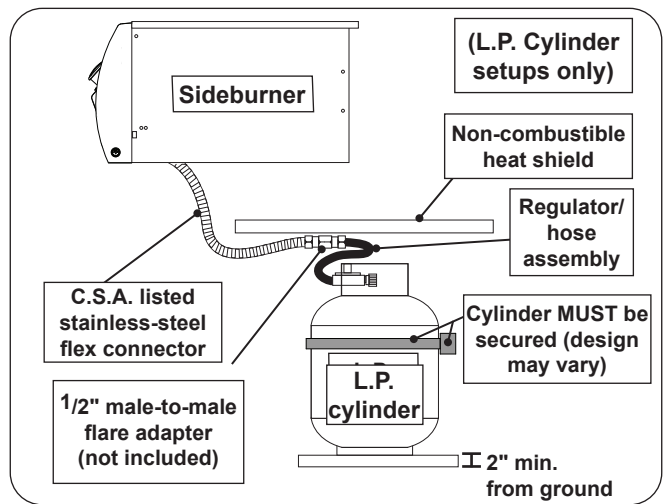 (L.P. Cylinder
setups only)
Sideburner
Non-combustible
heat shield
Regulator/
hose
assembly
C.S.A. listed
stainless-steel
flex connector
Cylinder MUST be
secured (design
may vary)
L.P.
cylinder
1/2" male-to-male
flare adapter
(not included)
2" min.
from ground